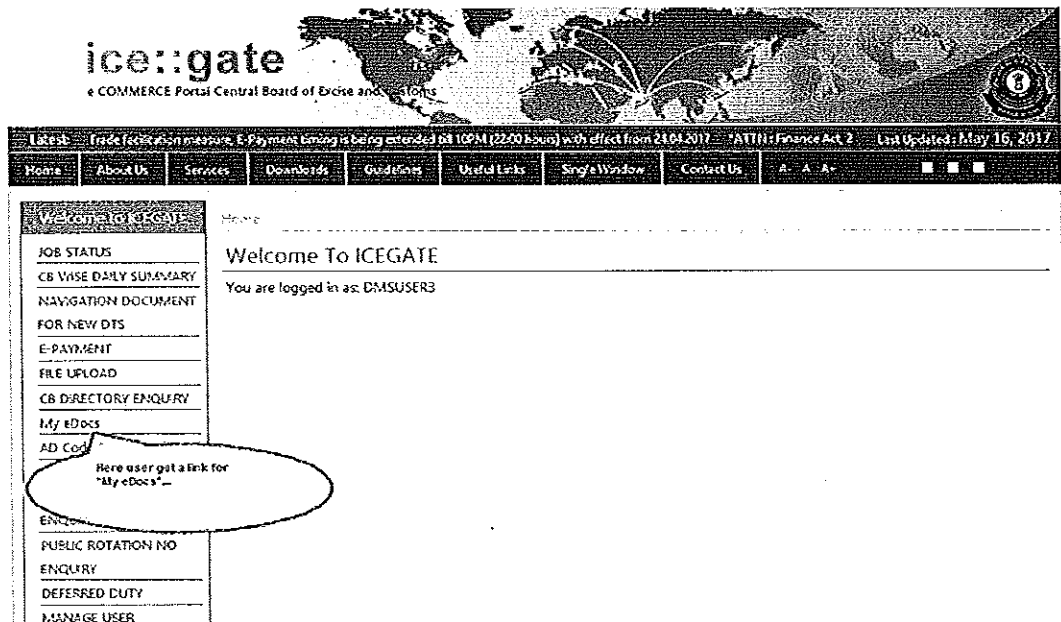 ice::gate
e COMMERCE Portal Central Board of Excise and Customs
Latest: Trade facilitation measure, E-Payment timing is being extended till 10PM (22:00 hours) with effect from 24.04.2017 *ATTN: Finance Act, 2 Last Updated: May 16, 2017
Home About Us Services Downloads Guidelines Useful Links Single Window Contact Us A- A A+
Welcome To ICEGATE
Home
JOB STATUS
Welcome To ICEGATE
CB WISE DAILY SUMMARY
You are logged in as: DMSUSER3
NAVIGATION DOCUMENT
FOR NEW DTS
E-PAYMENT
FILE UPLOAD
CB DIRECTORY ENQUIRY
My eDocs
AD Cod
Here user get a link for
"My eDocs"...
PUBLIC ROTATION NO
ENQUIRY
DEFERRED DUTY
MANAGE USER